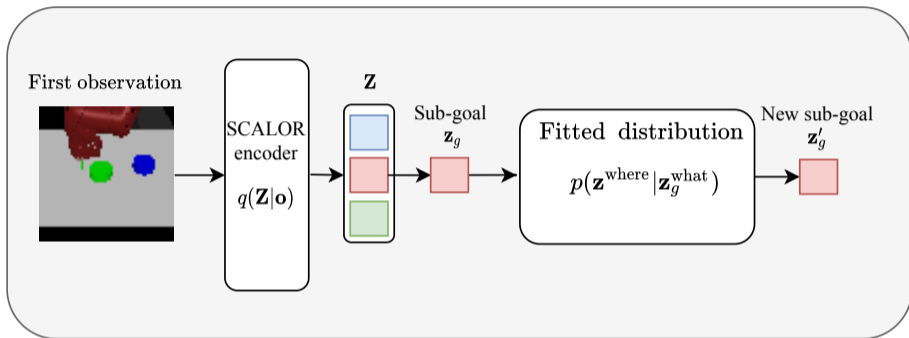 First observation
SCALOR
encoder
q(Z|o)
Z
Sub-goal
z_g
Fitted distribution
p(z^where|z_g^what)
New sub-goal
z'_g